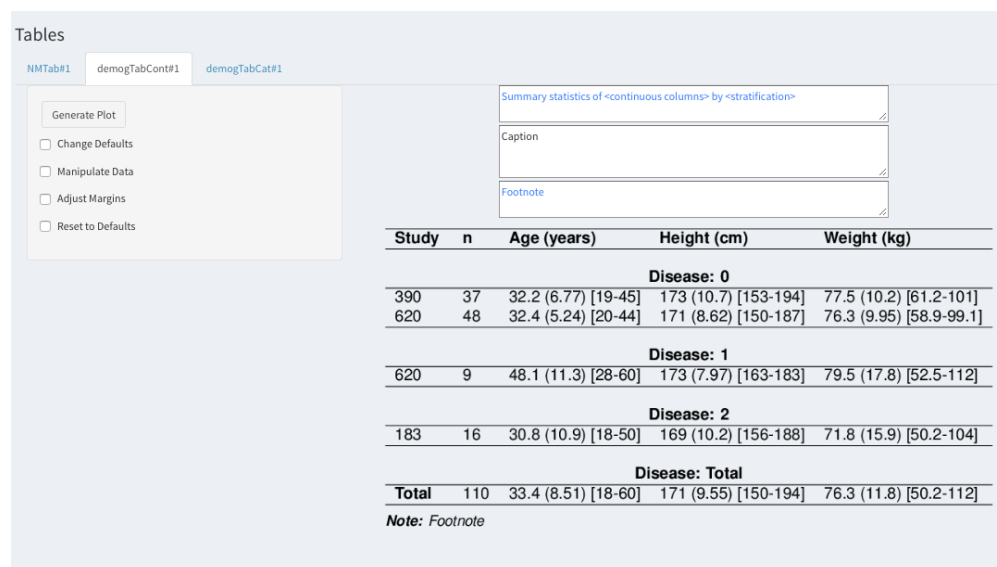 Tables
NMTab#1 demogTabCont#1 demogTabCat#1
Generate Plot
Change Defaults
Manipulate Data
Adjust Margins
Reset to Defaults
Summary statistics of <continuous columns> by <stratification>
Caption
Footnote
Study n Age (years) Height (cm) Weight (kg)
Disease: 0
390 37 32.2 (6.77) [19-45] 173 (10.7) [153-194] 77.5 (10.2) [61.2-101]
620 48 32.4 (5.24) [20-44] 171 (8.62) [150-187] 76.3 (9.95) [58.9-99.1]
Disease: 1
620 9 48.1 (11.3) [28-60] 173 (7.97) [163-183] 79.5 (17.8) [52.5-112]
Disease: 2
183 16 30.8 (10.9) [18-50] 169 (10.2) [156-188] 71.8 (15.9) [50.2-104]
Disease: Total
Total 110 33.4 (8.51) [18-60] 171 (9.55) [150-194] 76.3 (11.8) [50.2-112]
Note: Footnote